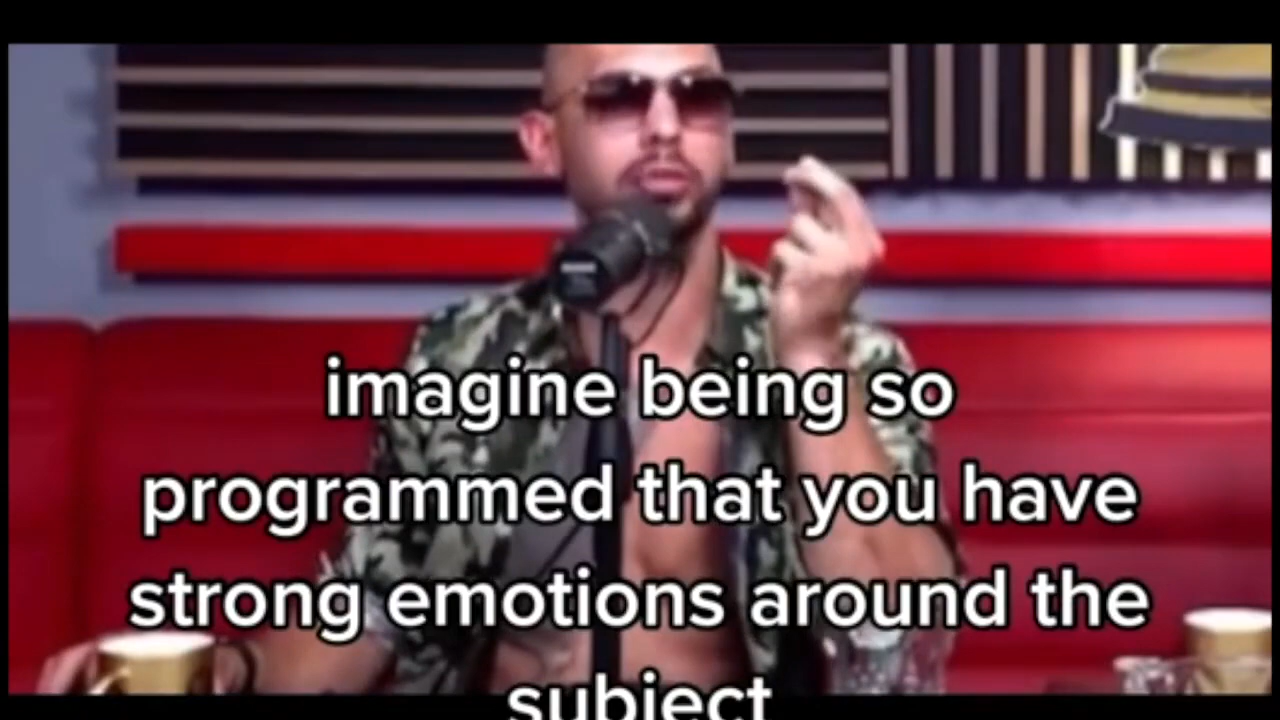 imagine being so
programmed that you have
strong emotions around the
subject